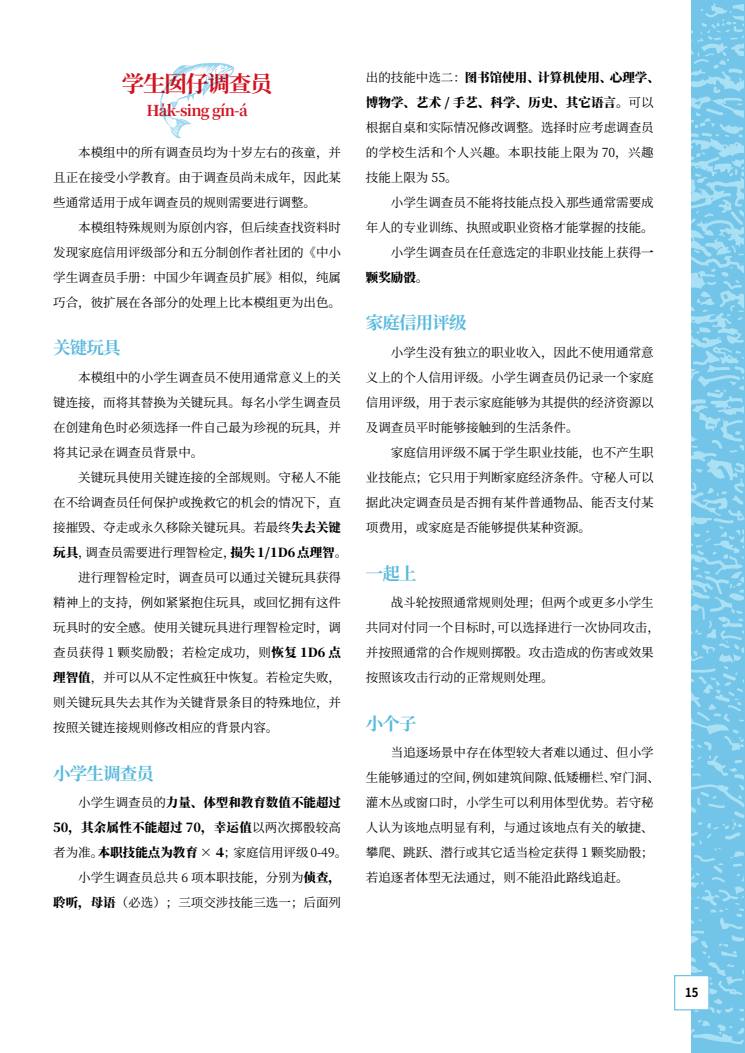 学生囡仔调查员
Ha̍k-sing gín-á
本模组中的所有调查员均为十岁左右的孩童，并
且正在接受小学教育。由于调查员尚未成年，因此某
些通常适用于成年调查员的规则需要进行调整。
本模组特殊规则为原创内容，但后续查找资料时
发现家庭信用评级部分和五分制创作者社团的《中小
学生调查员手册：中国少年调查员扩展》相似，纯属
巧合，彼扩展在各部分的处理上比本模组更为出色。
关键玩具
本模组中的小学生调查员不使用通常意义上的关
键连接，而将其替换为关键玩具。每名小学生调查员
在创建角色时必须选择一件自己最为珍视的玩具，并
将其记录在调查员背景中。
关键玩具使用关键连接的全部规则。守秘人不能
在不给调查员任何保护或挽救它的机会的情况下，直
接摧毁、夺走或永久移除关键玩具。若最终失去关键
玩具，调查员需要进行理智检定，损失 1/1D6 点理智。
进行理智检定时，调查员可以通过关键玩具获得
精神上的支持，例如紧紧抱住玩具，或回忆拥有这件
玩具时的安全感。使用关键玩具进行理智检定时，调
查员获得 1 颗奖励骰；若检定成功，则恢复 1D6 点
理智值，并可以从不定性疯狂中恢复。若检定失败，
则关键玩具失去其作为关键背景条目的特殊地位，并
按照关键连接规则修改相应的背景内容。
小学生调查员
小学生调查员的力量、体型和教育数值不能超过
50，其余属性不能超过 70，幸运值以两次掷骰较高
者为准。本职技能点为教育 × 4；家庭信用评级 0-49。
小学生调查员总共 6 项本职技能，分别为侦查，
聆听，母语（必选）；三项交涉技能三选一；后面列
出的技能中选二：图书馆使用、计算机使用、心理学、
博物学、艺术 / 手艺、科学、历史、其它语言。可以
根据自桌和实际情况修改调整。选择时应考虑调查员
的学校生活和个人兴趣。本职技能上限为 70，兴趣
技能上限为 55。
小学生调查员不能将技能点投入那些通常需要成
年人的专业训练、执照或职业资格才能掌握的技能。
小学生调查员在任意选定的非职业技能上获得一
颗奖励骰。
家庭信用评级
小学生没有独立的职业收入，因此不使用通常意
义上的个人信用评级。小学生调查员仍记录一个家庭
信用评级，用于表示家庭能够为其提供的经济资源以
及调查员平时能够接触到的生活条件。
家庭信用评级不属于学生职业技能，也不产生职
业技能点；它只用于判断家庭经济条件。守秘人可以
据此决定调查员是否拥有某件普通物品、能否支付某
项费用，或家庭是否能够提供某种资源。
一起上
战斗轮按照通常规则处理；但两个或更多小学生
共同对付同一个目标时，可以选择进行一次协同攻击，
并按照通常的合作规则掷骰。攻击造成的伤害或效果
按照该攻击行动的正常规则处理。
小个子
当追逐场景中存在体型较大者难以通过、但小学
生能够通过的空间，例如建筑间隙、低矮栅栏、窄门洞、
灌木丛或窗口时，小学生可以利用体型优势。若守秘
人认为该地点明显有利，与通过该地点有关的敏捷、
攀爬、跳跃、潜行或其它适当检定获得 1 颗奖励骰；
若追逐者体型无法通过，则不能沿此路线追赶。
15